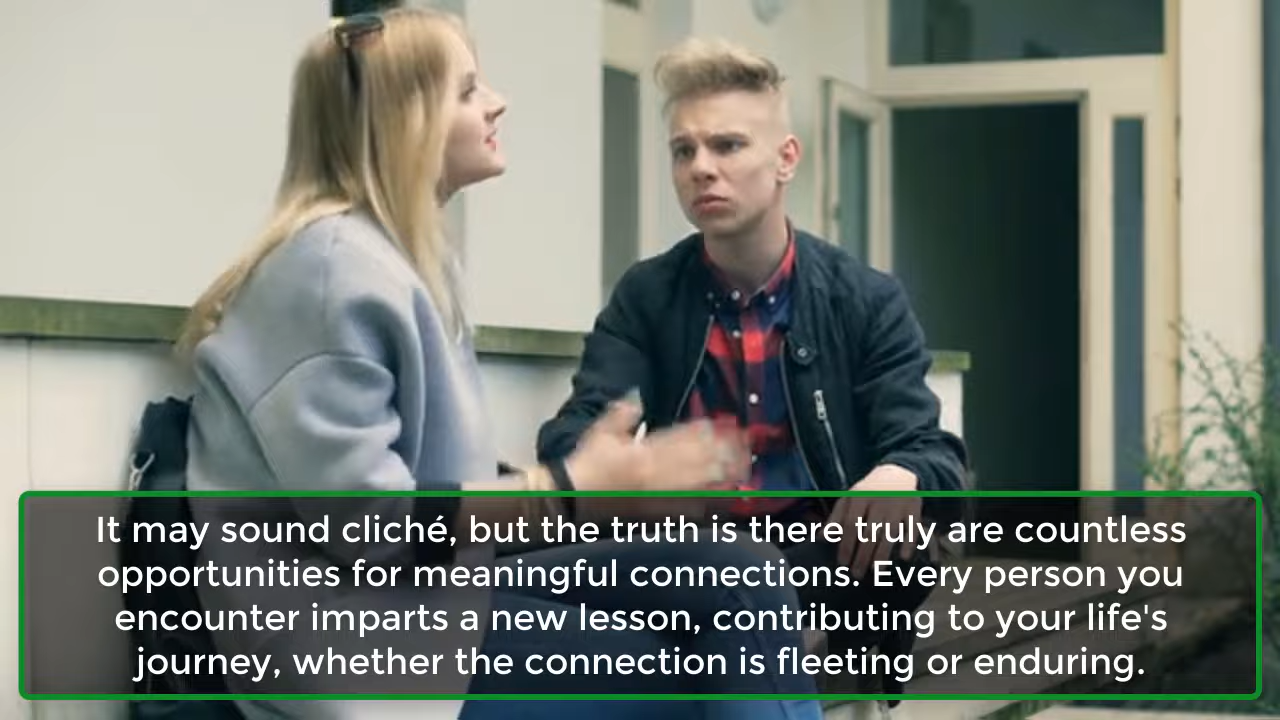 It may sound cliché, but the truth is there truly are countless
opportunities for meaningful connections. Every person you
encounter imparts a new lesson, contributing to your life's
journey, whether the connection is fleeting or enduring.